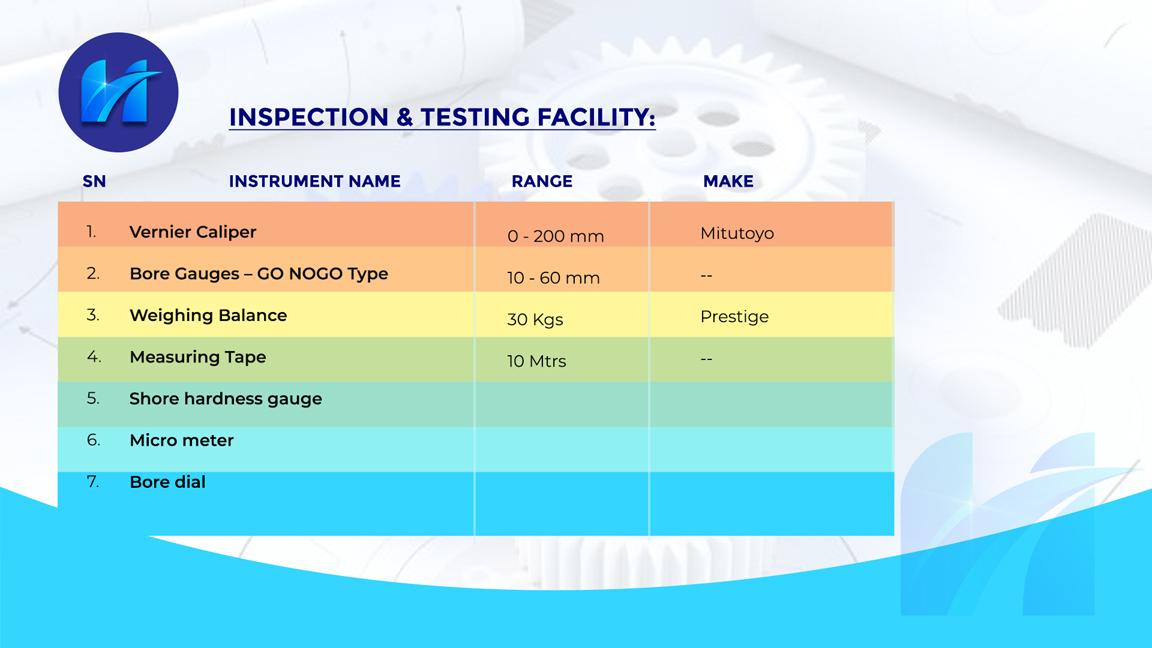 INSPECTION & TESTING FACILITY:
SN INSTRUMENT NAME RANGE MAKE
1. Vernier Caliper 0 - 200 mm Mitutoyo
2. Bore Gauges – GO NOGO Type 10 - 60 mm --
3. Weighing Balance 30 Kgs Prestige
4. Measuring Tape 10 Mtrs --
5. Shore hardness gauge
6. Micro meter
7. Bore dial